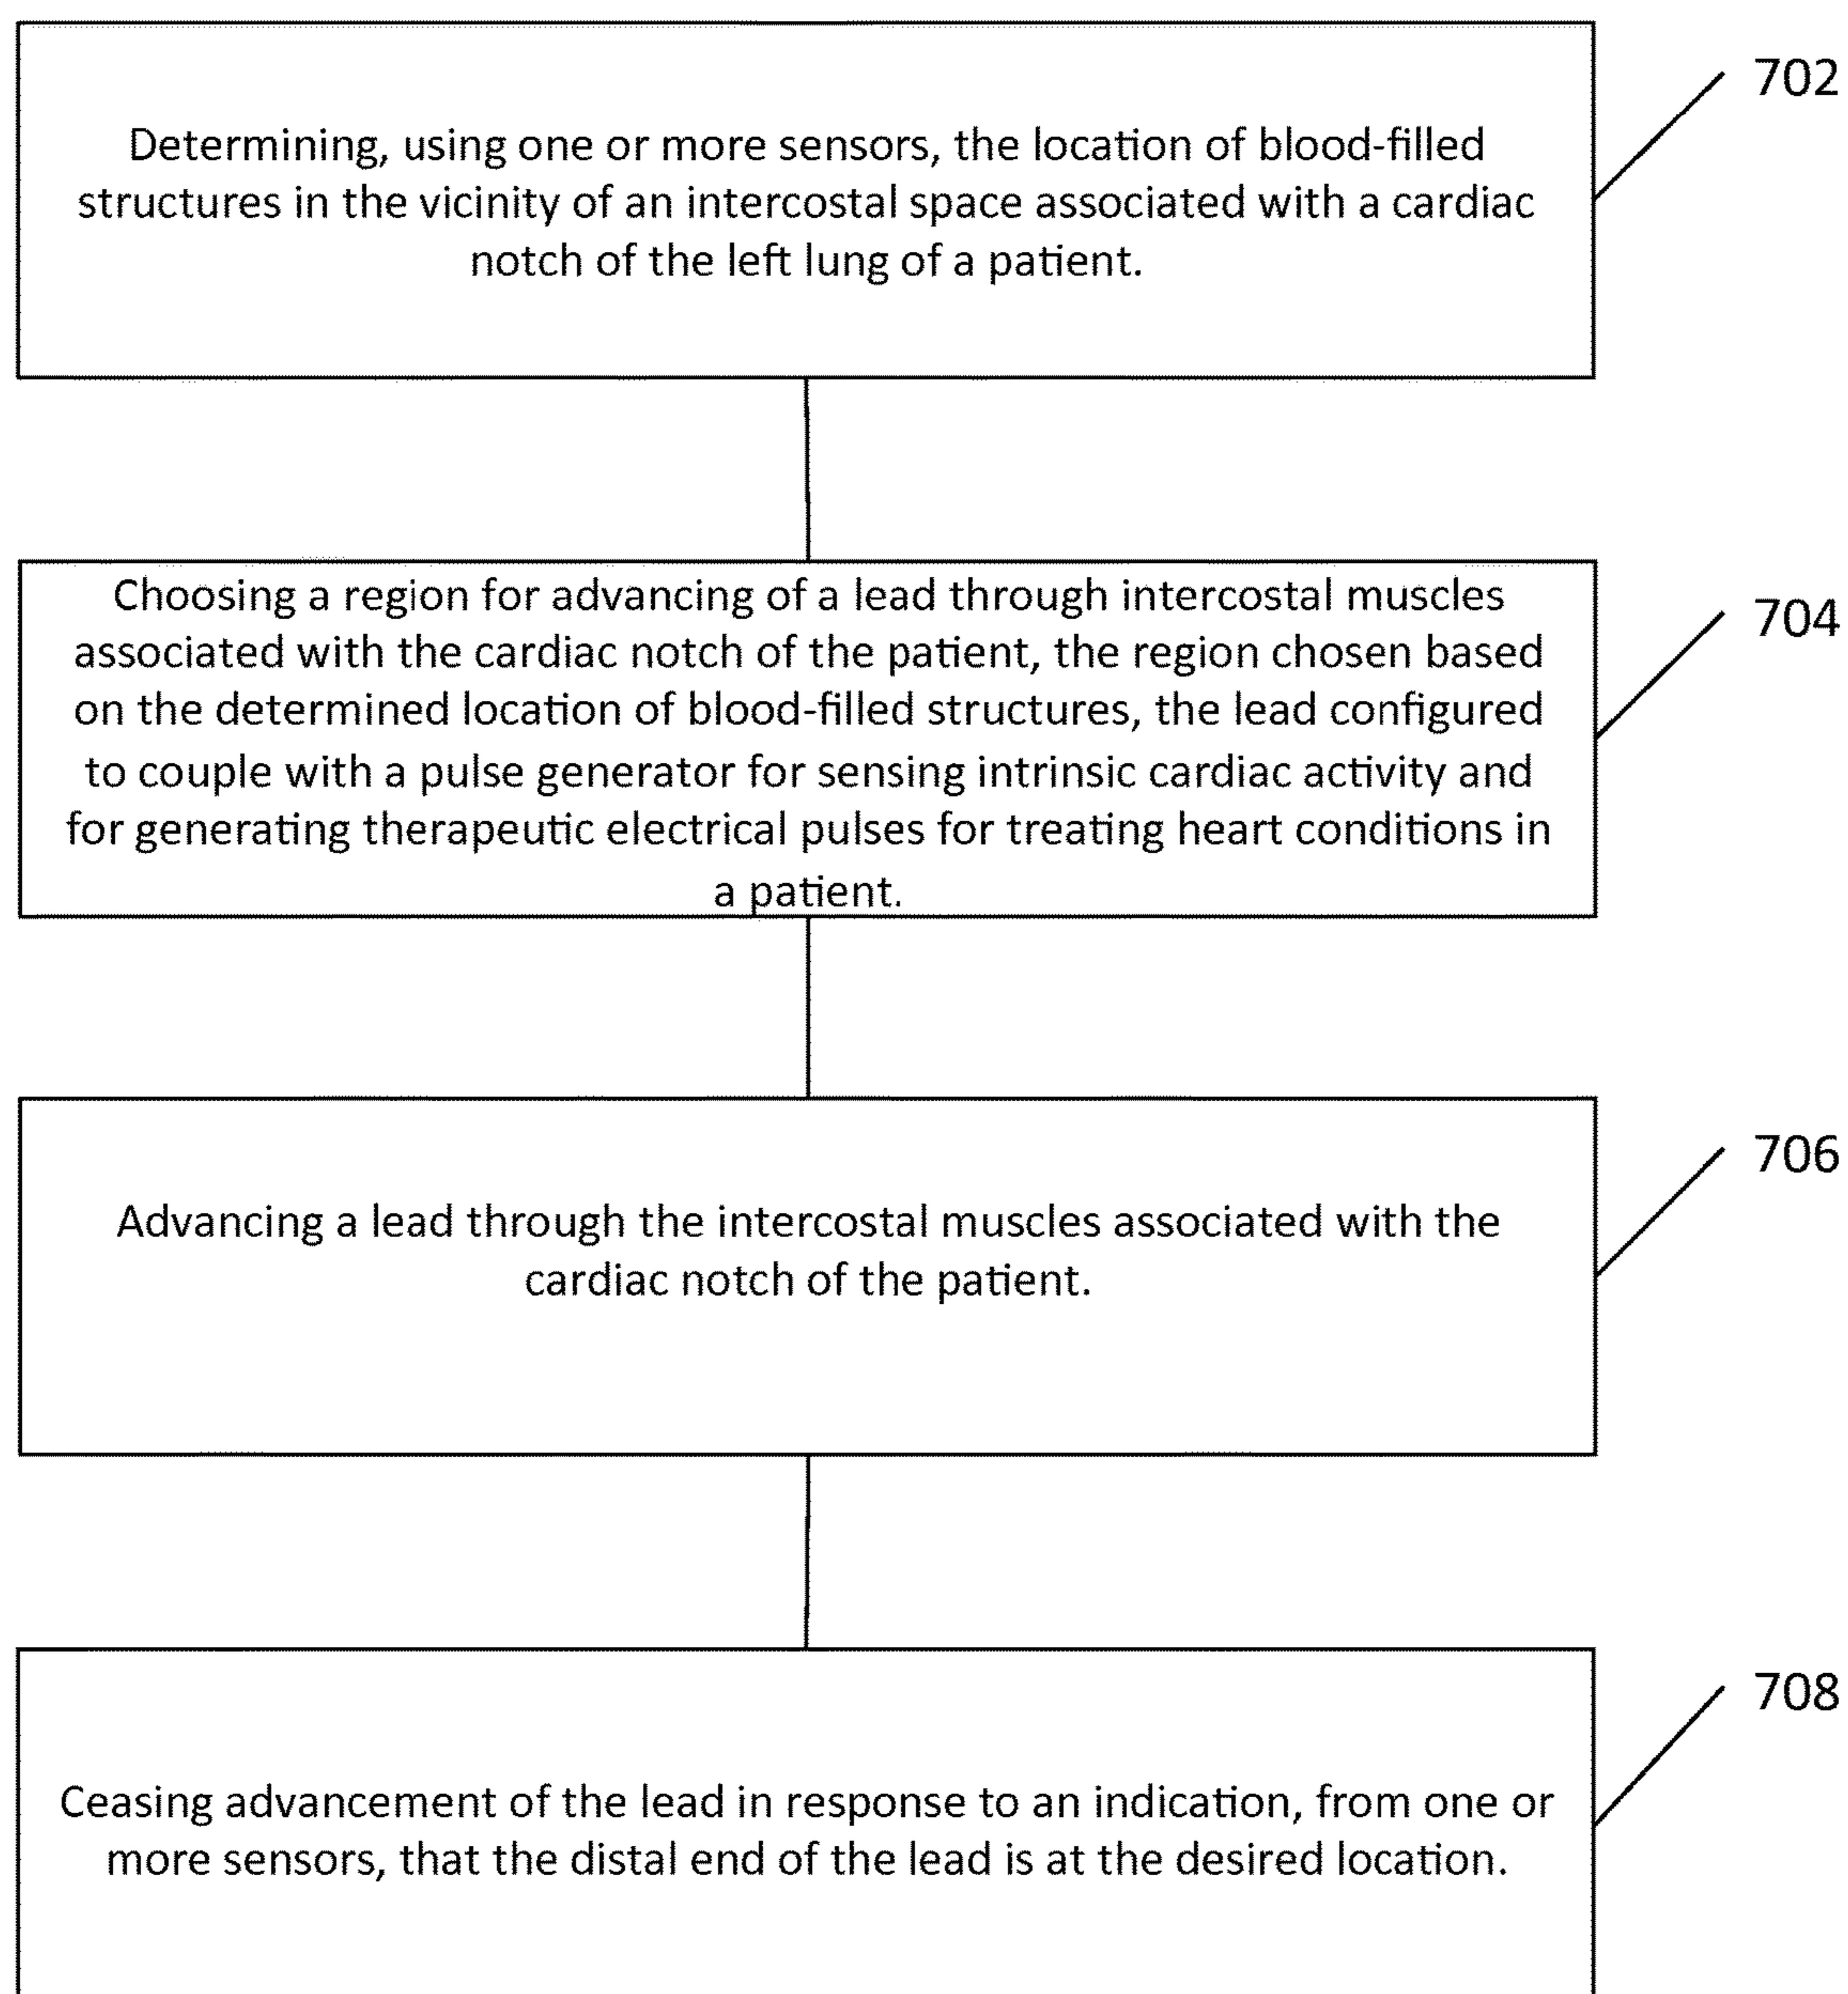 Determining, using one or more sensors, the location of blood-filled
structures in the vicinity of an intercostal space associated with a cardiac
notch of the left lung of a patient.
702
Choosing a region for advancing of a lead through intercostal muscles
associated with the cardiac notch of the patient, the region chosen based
on the determined location of blood-filled structures, the lead configured
to couple with a pulse generator for sensing intrinsic cardiac activity and
for generating therapeutic electrical pulses for treating heart conditions in
a patient.
704
Advancing a lead through the intercostal muscles associated with the
cardiac notch of the patient.
706
Ceasing advancement of the lead in response to an indication, from one or
more sensors, that the distal end of the lead is at the desired location.
708